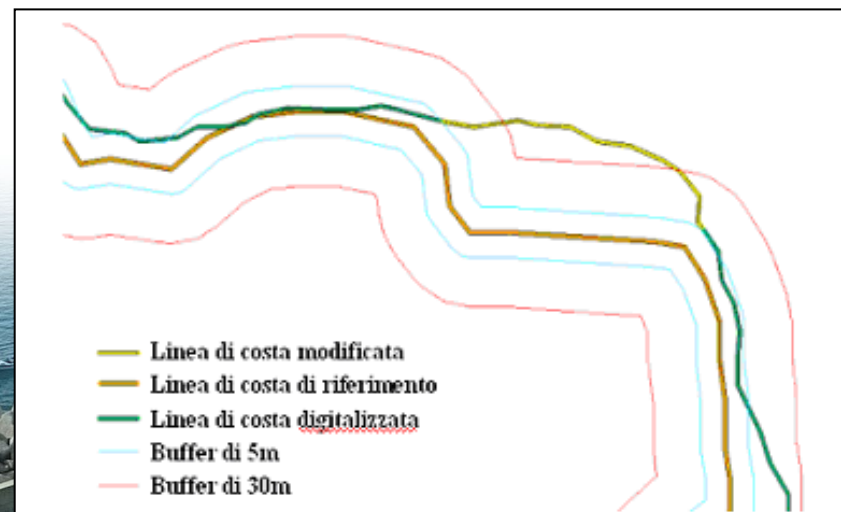 Linea di costa modificata
Linea di costa di riferimento
Linea di costa digitalizzata
Buffer di 5m
Buffer di 30m